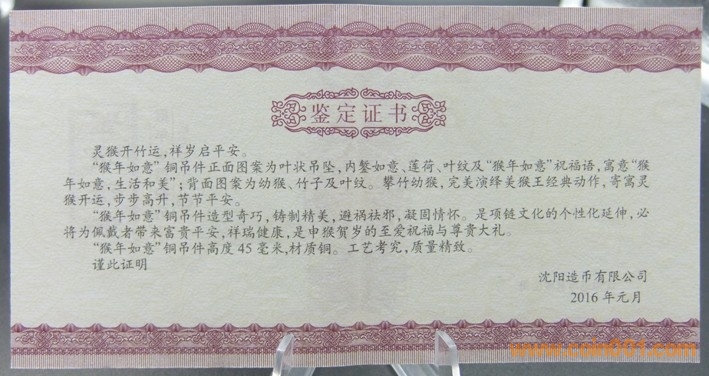 鉴定证书
灵猴开竹运，祥岁启平安。
“猴年如意”铜吊件正面图案为叶状吊坠，内錾如意、莲荷、叶纹及“猴年如意”祝福语，寓意“猴
年如意，生活和美”；背面图案为幼猴、竹子及叶纹。攀竹幼猴，完美演绎美猴王经典动作，寄寓灵
猴开运，步步高升，节节平安。
“猴年如意”铜吊件造型奇巧，铸制精美，避祸祛邪，凝固情怀。是项链文化的个性化延伸，必
将为佩戴者带来富贵平安，祥瑞健康，是申猴贺岁的至爱祝福与尊贵大礼。
“猴年如意”铜吊件高度45毫米，材质铜。工艺考究，质量精致。
谨此证明
沈阳造币有限公司
2016年元月
www.coin001.com